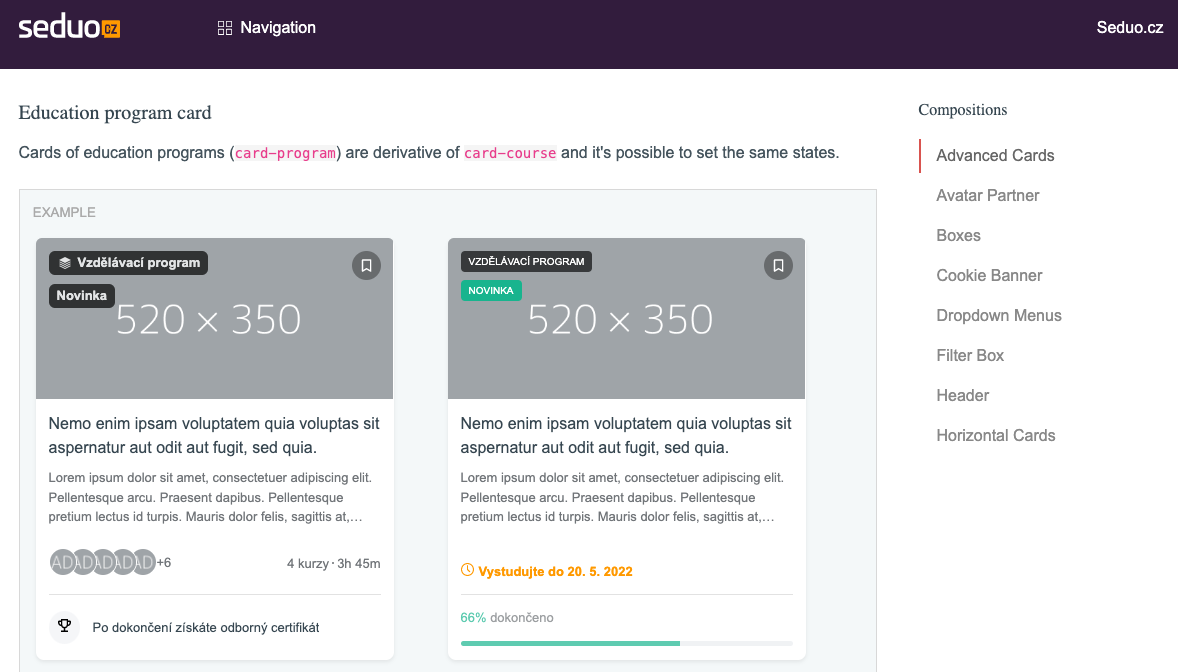 seduo CZ
Navigation
Seduo.cz
Education program card
Cards of education programs (card-program) are derivative of card-course and it's possible to set the same states.
EXAMPLE
Vzdělávací program
Novinka
520 × 350
Nemo enim ipsam voluptatem quia voluptas sit
aspernatur aut odit aut fugit, sed quia.
Lorem ipsum dolor sit amet, consectetuer adipiscing elit.
Pellentesque arcu. Praesent dapibus. Pellentesque
pretium lectus id turpis. Mauris dolor felis, sagittis at,…
AD AD AD AD AD +6
4 kurzy · 3h 45m
Po dokončení získáte odborný certifikát
VZDĚLÁVACÍ PROGRAM
NOVINKA
520 × 350
Nemo enim ipsam voluptatem quia voluptas sit
aspernatur aut odit aut fugit, sed quia.
Lorem ipsum dolor sit amet, consectetuer adipiscing elit.
Pellentesque arcu. Praesent dapibus. Pellentesque
pretium lectus id turpis. Mauris dolor felis, sagittis at,…
Vystudujte do 20. 5. 2022
66% dokončeno
Compositions
Advanced Cards
Avatar Partner
Boxes
Cookie Banner
Dropdown Menus
Filter Box
Header
Horizontal Cards